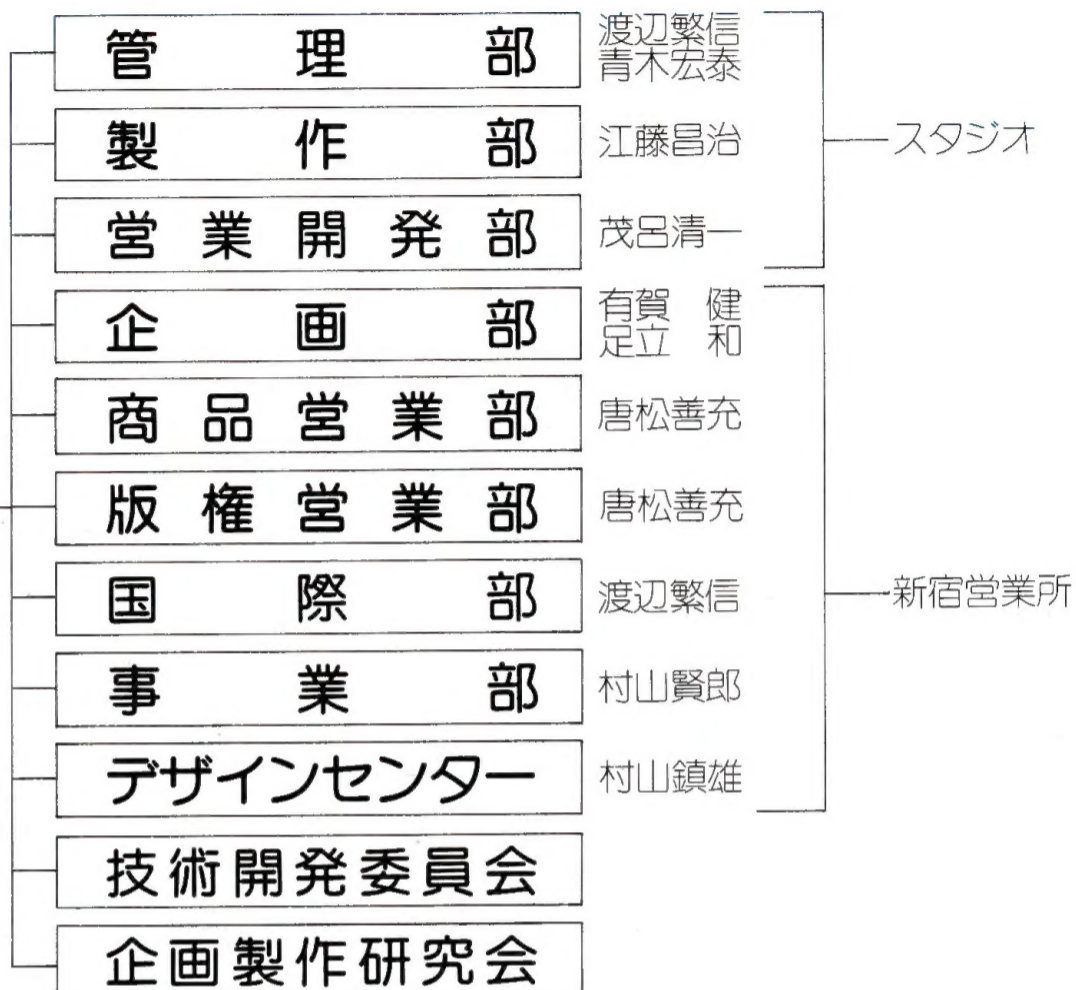 管理部
渡辺繁信
青木宏泰
製作部
江藤昌治
スタジオ
営業開発部
茂呂清一
企画部
有賀 健
足立 和
商品営業部
唐松善充
版権営業部
唐松善充
国際部
渡辺繁信
新宿営業所
事業部
村山賢郎
デザインセンター
村山鎮雄
技術開発委員会
企画製作研究会